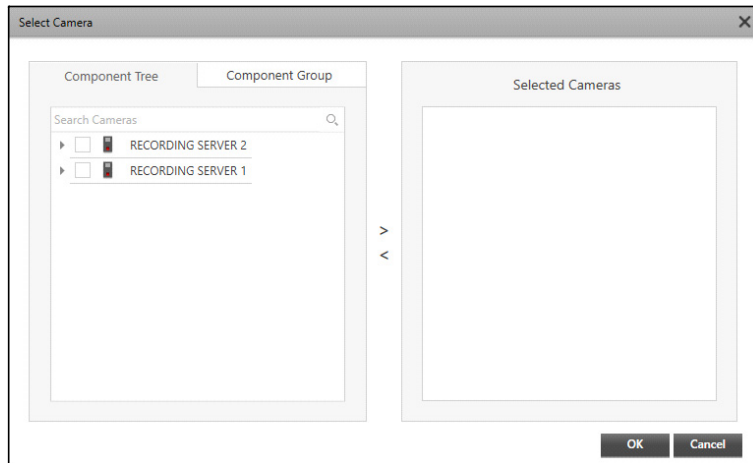 Select Camera
Component Tree
Component Group
Search Cameras
RECORDING SERVER 2
RECORDING SERVER 1
>
<
Selected Cameras
OK
Cancel